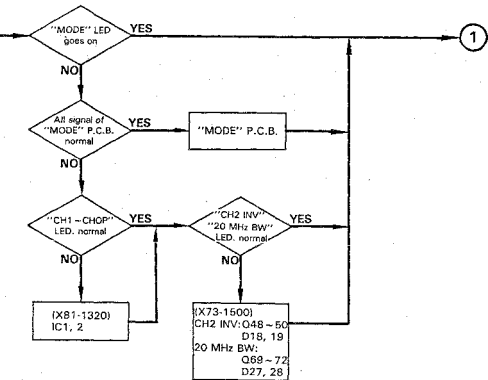 "MODE" LED
goes on
YES
1
NO
All signal of
"MODE" P.C.B.
normal
YES
"MODE" P.C.B.
NO
"CH1 ~ CHOP"
LED. normal
YES
"CH2 INV"
"20 MHz BW"
LED. normal
YES
NO
NO
(X81-1320)
IC1, 2
(X73-1500)
CH2 INV: Q48 ~ 50
D18, 19
20 MHz BW:
Q69 ~ 72
D27, 28